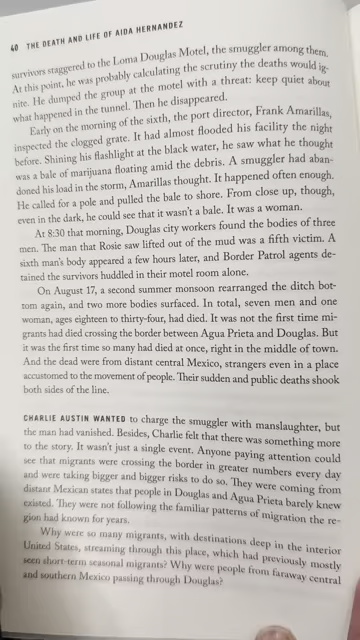 40 THE DEATH AND LIFE OF AIDA HERNANDEZ
survivors staggered to the Loma Douglas Motel, the smuggler among them.
At this point, he was probably calculating the scrutiny the deaths would ig-
nite. He dumped the group at the motel with a threat: keep quiet about
what happened in the tunnel. Then he disappeared.
Early on the morning of the sixth, the port director, Frank Amarillas,
inspected the clogged grate. It had almost flooded his facility the night
before. Shining his flashlight at the black water, he saw what he thought
was a bale of marijuana floating amid the debris. A smuggler had aban-
doned his load in the storm, Amarillas thought. It happened often enough.
He called for a pole and pulled the bale to shore. From close up, though,
even in the dark, he could see that it wasn't a bale. It was a woman.
At 8:30 that morning, Douglas city workers found the bodies of three
men. The man that Rosie saw lifted out of the mud was a fifth victim. A
sixth man's body appeared a few hours later, and Border Patrol agents de-
tained the survivors huddled in their motel room alone.
On August 17, a second summer monsoon rearranged the ditch bot-
tom again, and two more bodies surfaced. In total, seven men and one
woman, ages eighteen to thirty-four, had died. It was not the first time mi-
grants had died crossing the border between Agua Prieta and Douglas. But
it was the first time so many had died at once, right in the middle of town.
And the dead were from distant central Mexico, strangers even in a place
accustomed to the movement of people. Their sudden and public deaths shook
both sides of the line.
CHARLIE AUSTIN WANTED to charge the smuggler with manslaughter, but
the man had vanished. Besides, Charlie felt that there was something more
to the story. It wasn't just a single event. Anyone paying attention could
see that migrants were crossing the border in greater numbers every day
and were taking bigger and bigger risks to do so. They were coming from
distant Mexican states that people in Douglas and Agua Prieta barely knew
existed. They were not following the familiar patterns of migration the re-
gion had known for years.
Why were so many migrants, with destinations deep in the interior
United States, streaming through this place, which had previously mostly
seen short-term seasonal migrants? Why were people from faraway central
and southern Mexico passing through Douglas?